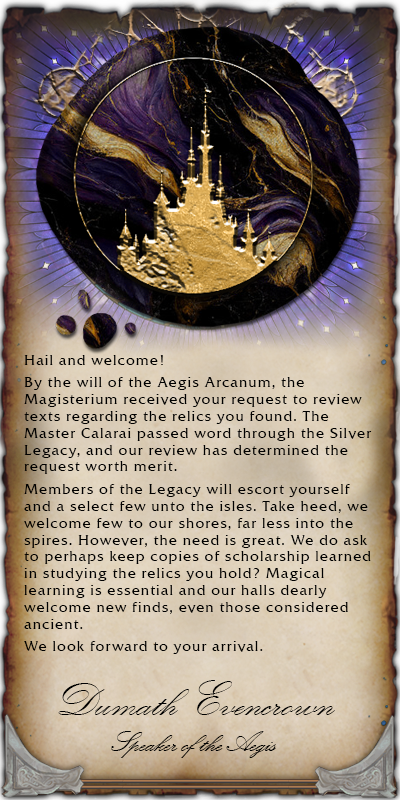 Hail and welcome!
By the will of the Aegis Arcanum, the
Magisterium received your request to review
texts regarding the relics you found. The
Master Calarai passed word through the Silver
Legacy, and our review has determined the
request worth merit.
Members of the Legacy will escort yourself
and a select few unto the isles. Take heed, we
welcome few to our shores, far less into the
spires. However, the need is great. We do ask
to perhaps keep copies of scholarship learned
in studying the relics you hold? Magical
learning is essential and our halls dearly
welcome new finds, even those considered
ancient.
We look forward to your arrival.
Dumath Evencrown
Speaker of the Aegis